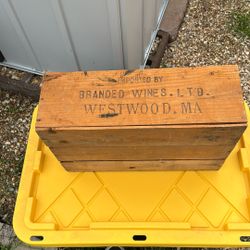 IMPORTED BY
BRANDED WINES. LTD.
WESTWOOD, MA